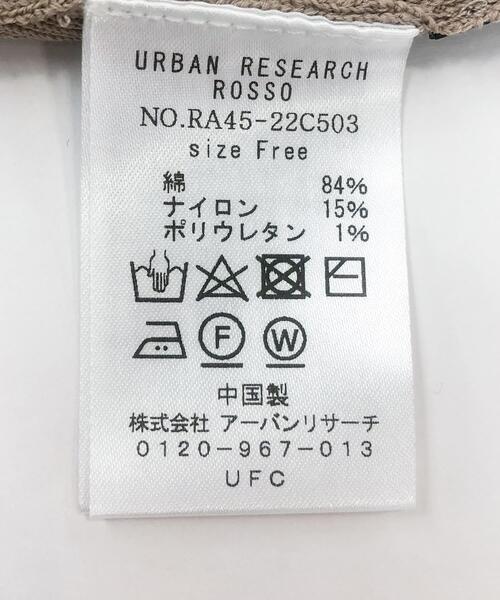 URBAN RESEARCH
ROSSO
NO.RA45-22C503
size Free
綿 84%
ナイロン 15%
ポリウレタン 1%
F W
中国製
株式会社 アーバンリサーチ
0120-967-013
UFC